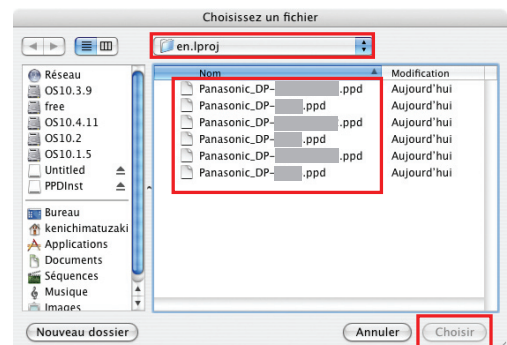 Choisissez un fichier
en.lproj
Nom Modification
Réseau
OS10.3.9
free
OS10.4.11
OS10.2
OS10.1.5
Untitled
PPDInst
Bureau
kenichimatuzaki
Applications
Documents
Séquences
Musique
Images
Panasonic_DP- .ppd Aujourd'hui
Panasonic_DP- .ppd Aujourd'hui
Panasonic_DP- .ppd Aujourd'hui
Panasonic_DP- .ppd Aujourd'hui
Panasonic_DP- .ppd Aujourd'hui
Panasonic_DP- .ppd Aujourd'hui
Nouveau dossier Annuler Choisir